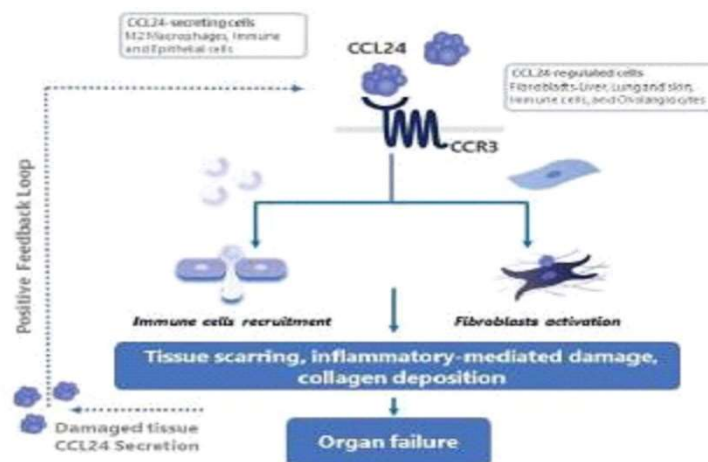 CCL24-secreting cells
M2 Macrophages, Immune
and Epithelial cells
CCL24
CCL24-regulated cells
Fibroblasts-Liver, Lung and skin,
Immune cells, and Cholangiocytes
CCR3
Positive Feedback Loop
Immune cells recruitment
Fibroblasts activation
Tissue scarring, inflammatory-mediated damage,
collagen deposition
Damaged tissue
CCL24 Secretion
Organ failure